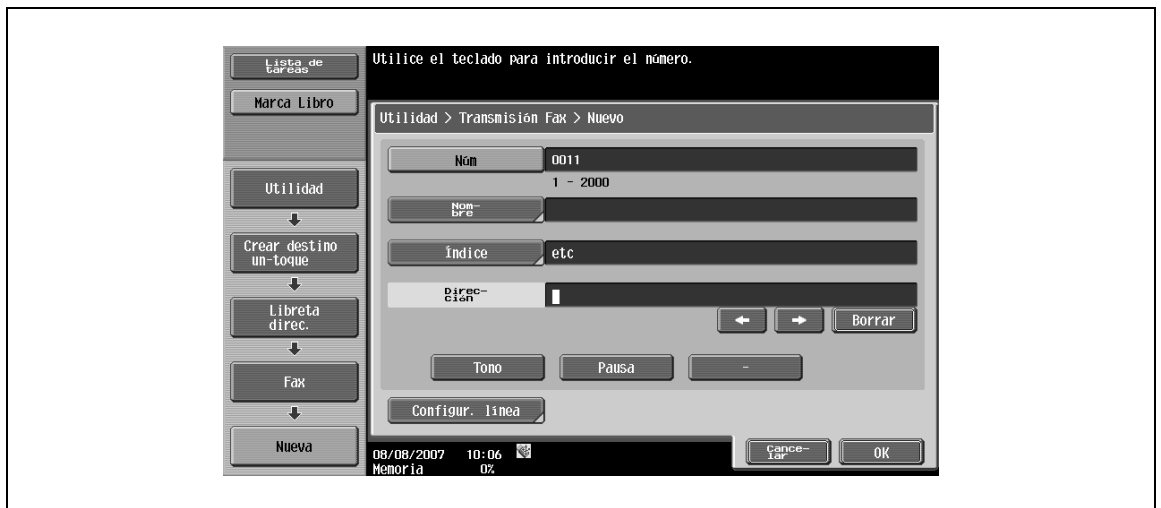 Lista de
tareas
Marca Libro
Utilidad
Crear destino
un-toque
Libreta
direc.
Fax
Nueva
Utilice el teclado para introducir el número.
Utilidad > Transmisión Fax > Nuevo
Núm 0011
1 - 2000
Nom-
bre
Índice etc
Direc-
ción
Borrar
Tono Pausa -
Configur. línea
08/08/2007 10:06
Memoria 0%
Cance-
lar
OK